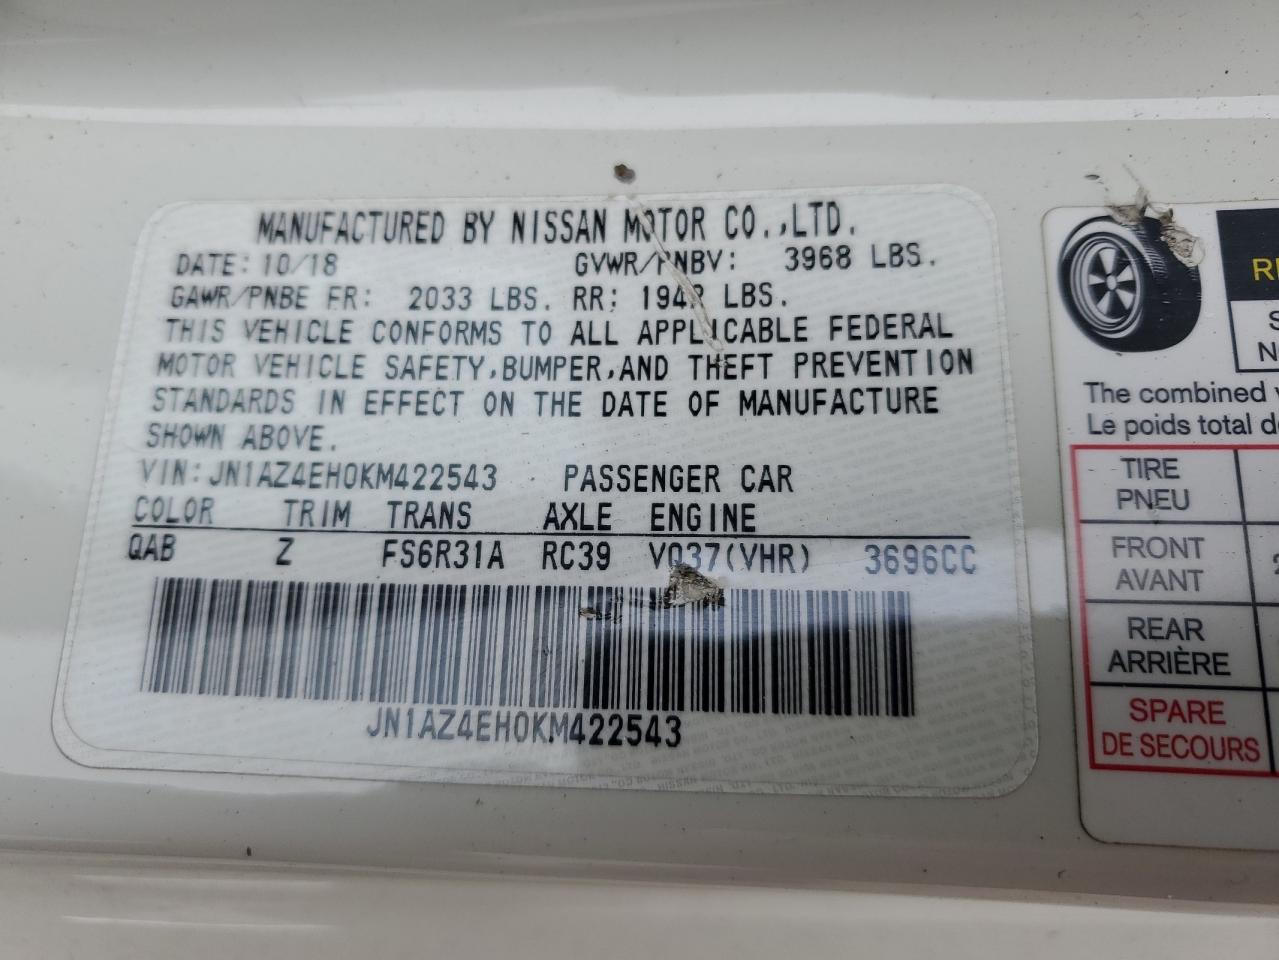 MANUFACTURED BY NISSAN MOTOR CO.,LTD.
DATE: 10/18 GVWR/PNBV: 3968 LBS.
GAWR/PNBE FR: 2033 LBS. RR: 1948 LBS.
THIS VEHICLE CONFORMS TO ALL APPLICABLE FEDERAL
MOTOR VEHICLE SAFETY,BUMPER,AND THEFT PREVENTION
STANDARDS IN EFFECT ON THE DATE OF MANUFACTURE
SHOWN ABOVE.
VIN: JN1AZ4EH0KM422543 PASSENGER CAR
COLOR TRIM TRANS AXLE ENGINE
QAB Z FS6R31A RC39 VQ37(VHR) 3696CC
JN1AZ4EH0KM422543
The combined
Le poids total
TIRE
PNEU
FRONT
AVANT
REAR
ARRIÈRE
SPARE
DE SECOURS